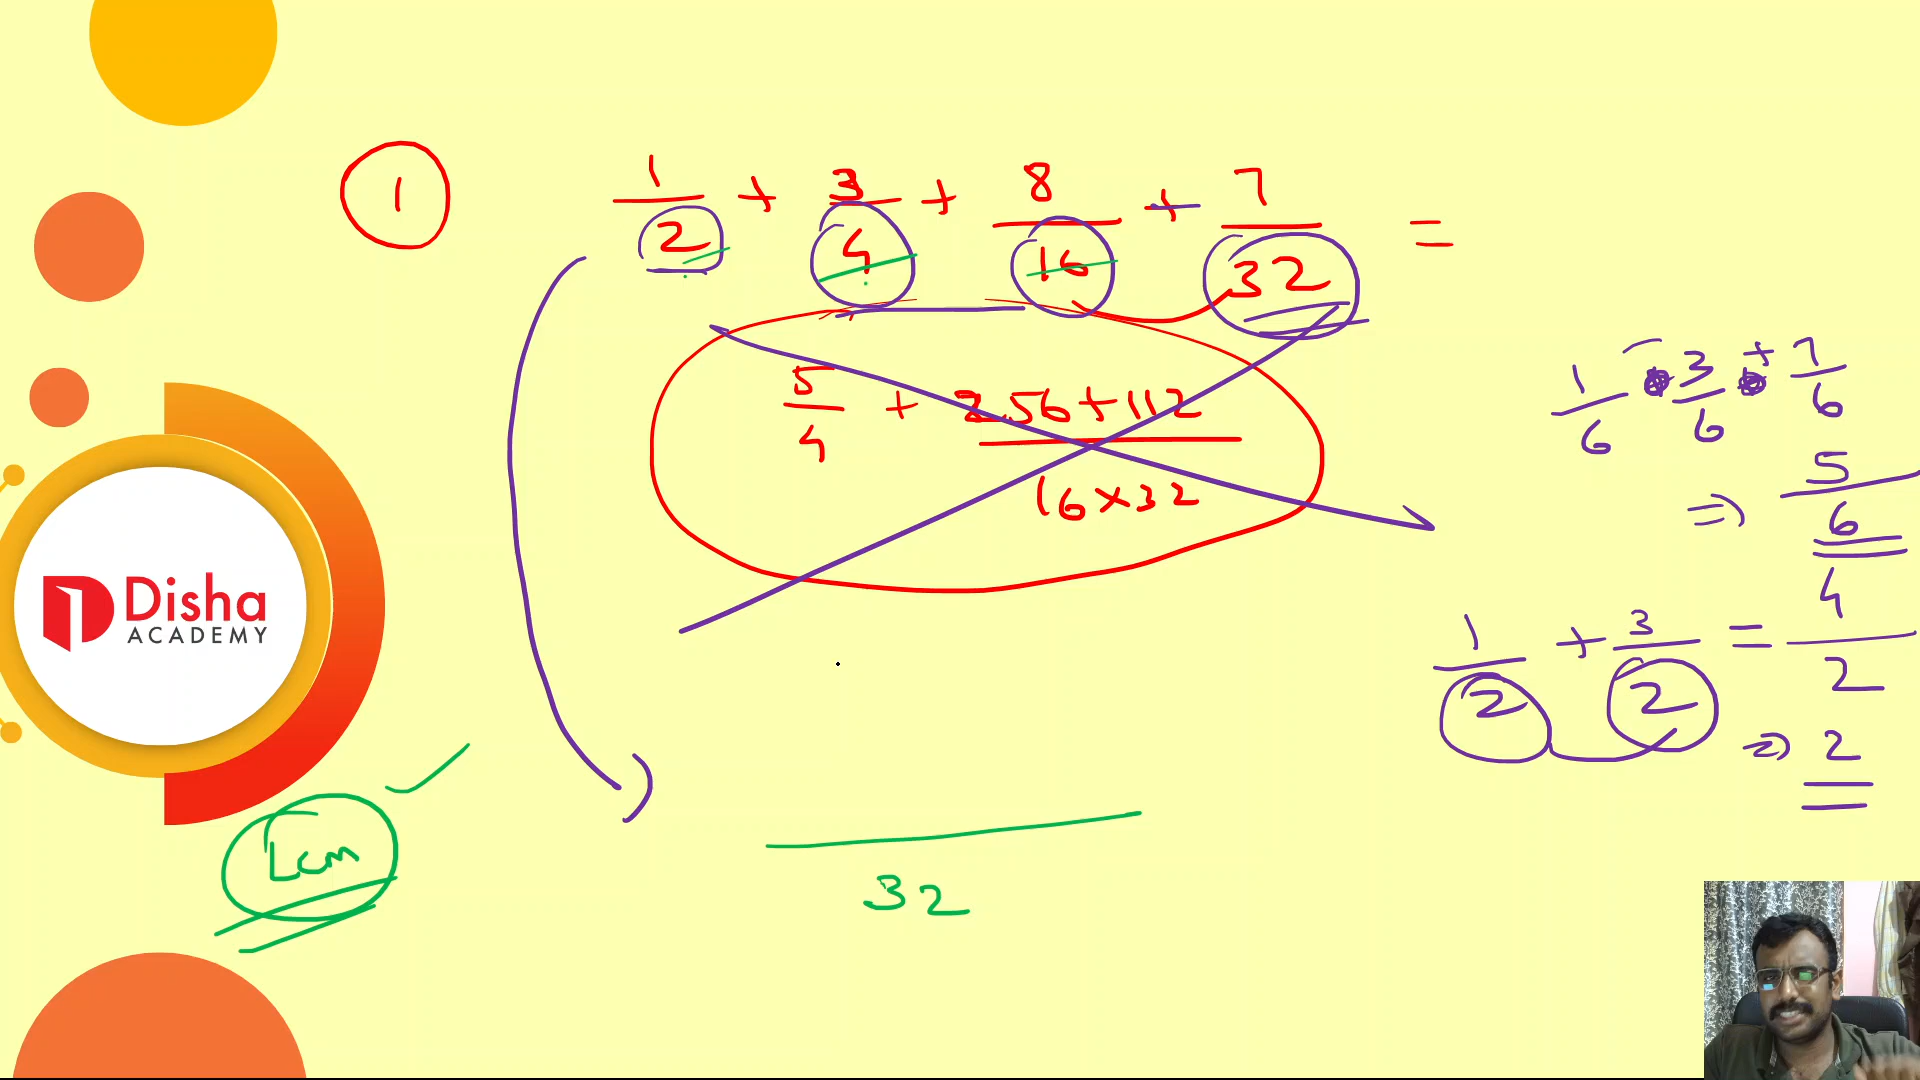 1
1/2 + 3/4 + 8/16 + 7/32 =
5/4 + 256+112/16×32
1/6 3/6 + 7/6
⇒ 5/6
1/2 + 3/2 = 4/2
⇒ 2
Disha
ACADEMY
Lcm
32